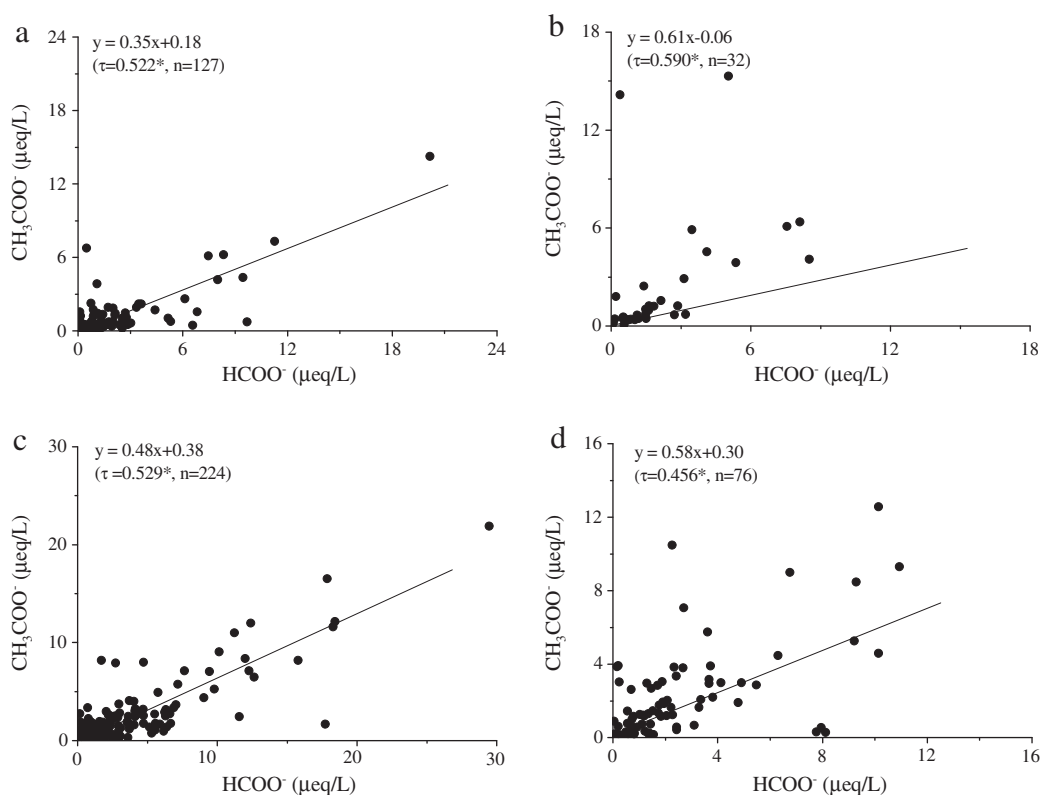 a
y = 0.35x+0.18
(τ=0.522*, n=127)
24
18
12
6
0
CH₃COO⁻ (μeq/L)
0 6 12 18 24
HCOO⁻ (μeq/L)
b
y = 0.61x-0.06
(τ=0.590*, n=32)
18
12
6
0
CH₃COO⁻ (μeq/L)
0 6 12 18
HCOO⁻ (μeq/L)
c
y = 0.48x+0.38
(τ =0.529*, n=224)
30
20
10
0
CH₃COO⁻ (μeq/L)
0 10 20 30
HCOO⁻ (μeq/L)
d
y = 0.58x+0.30
(τ=0.456*, n=76)
16
12
8
4
0
CH₃COO⁻ (μeq/L)
0 4 8 12 16
HCOO⁻ (μeq/L)